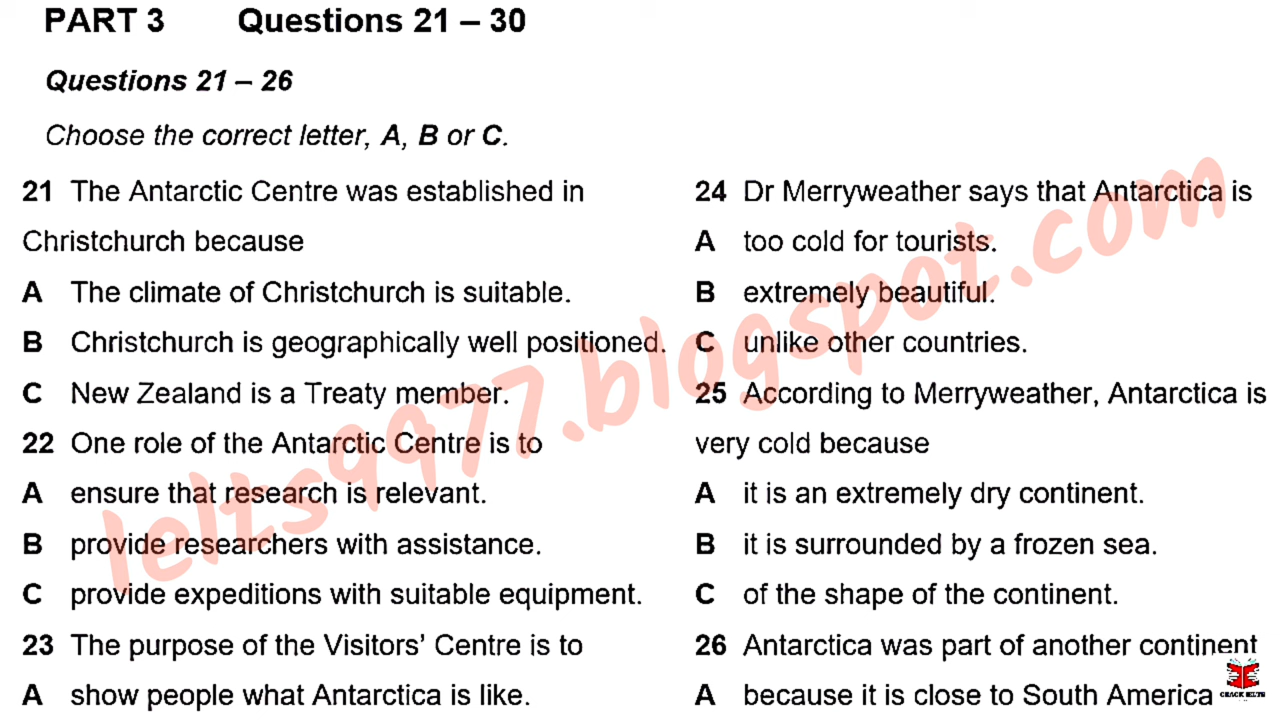 PART 3 Questions 21 – 30
Questions 21 – 26
Choose the correct letter, A, B or C.
21 The Antarctic Centre was established in
Christchurch because
A The climate of Christchurch is suitable.
B Christchurch is geographically well positioned.
C New Zealand is a Treaty member.
22 One role of the Antarctic Centre is to
A ensure that research is relevant.
B provide researchers with assistance.
C provide expeditions with suitable equipment.
23 The purpose of the Visitors’ Centre is to
A show people what Antarctica is like.
24 Dr Merryweather says that Antarctica is
A too cold for tourists.
B extremely beautiful.
C unlike other countries.
25 According to Merryweather, Antarctica is
very cold because
A it is an extremely dry continent.
B it is surrounded by a frozen sea.
C of the shape of the continent.
26 Antarctica was part of another continent
A because it is close to South America
Ielts9977.blogspot.com
CRACK IELTS